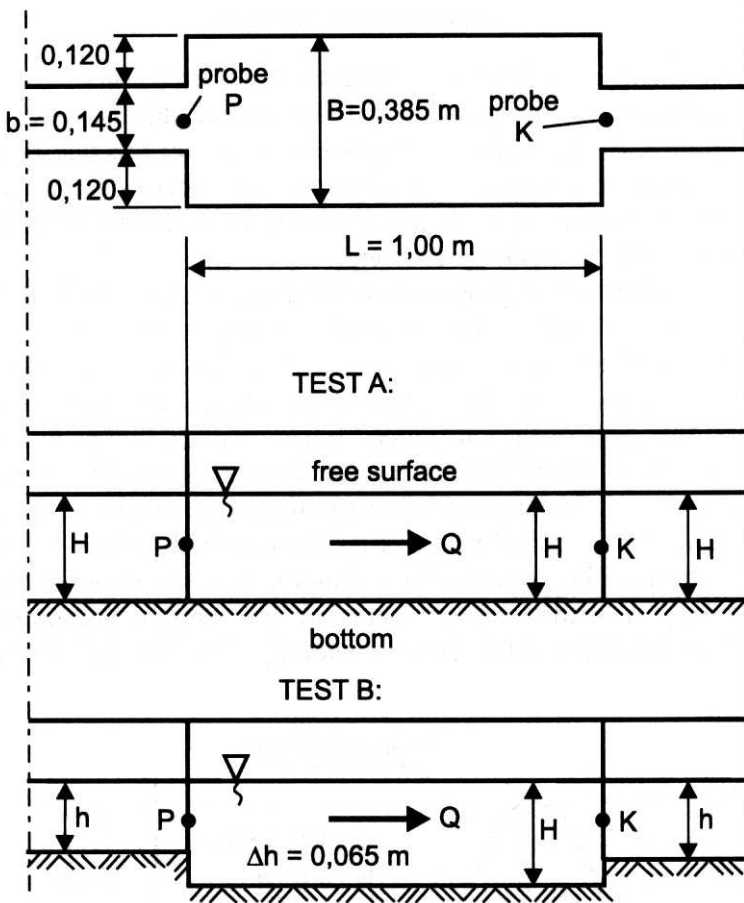 0,120
probe
P
b = 0,145
B=0,385 m
probe
K
0,120
L = 1,00 m
TEST A:
free surface
H
P
Q
H
K
H
bottom
TEST B:
h
P
Q
H
K
h
Δh = 0,065 m